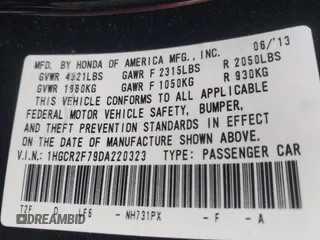 MFD. BY HONDA OF AMERICA MFG., INC. 06/'13
GVWR 4321LBS GAWR F 2315LBS R 2050LBS
GVWR 1960KG GAWR F 1050KG R 930KG
THIS VEHICLE CONFORMS TO ALL APPLICABLE
FEDERAL MOTOR VEHICLE SAFETY, BUMPER,
AND THEFT PREVENTION STANDARDS IN EFFECT
ON THE DATE OF MANUFACTURE SHOWN ABOVE.
V.I.N.: 1HGCR2F79DA220323 TYPE: PASSENGER CAR
T2F D NH731PX - F - A
DREAMBID